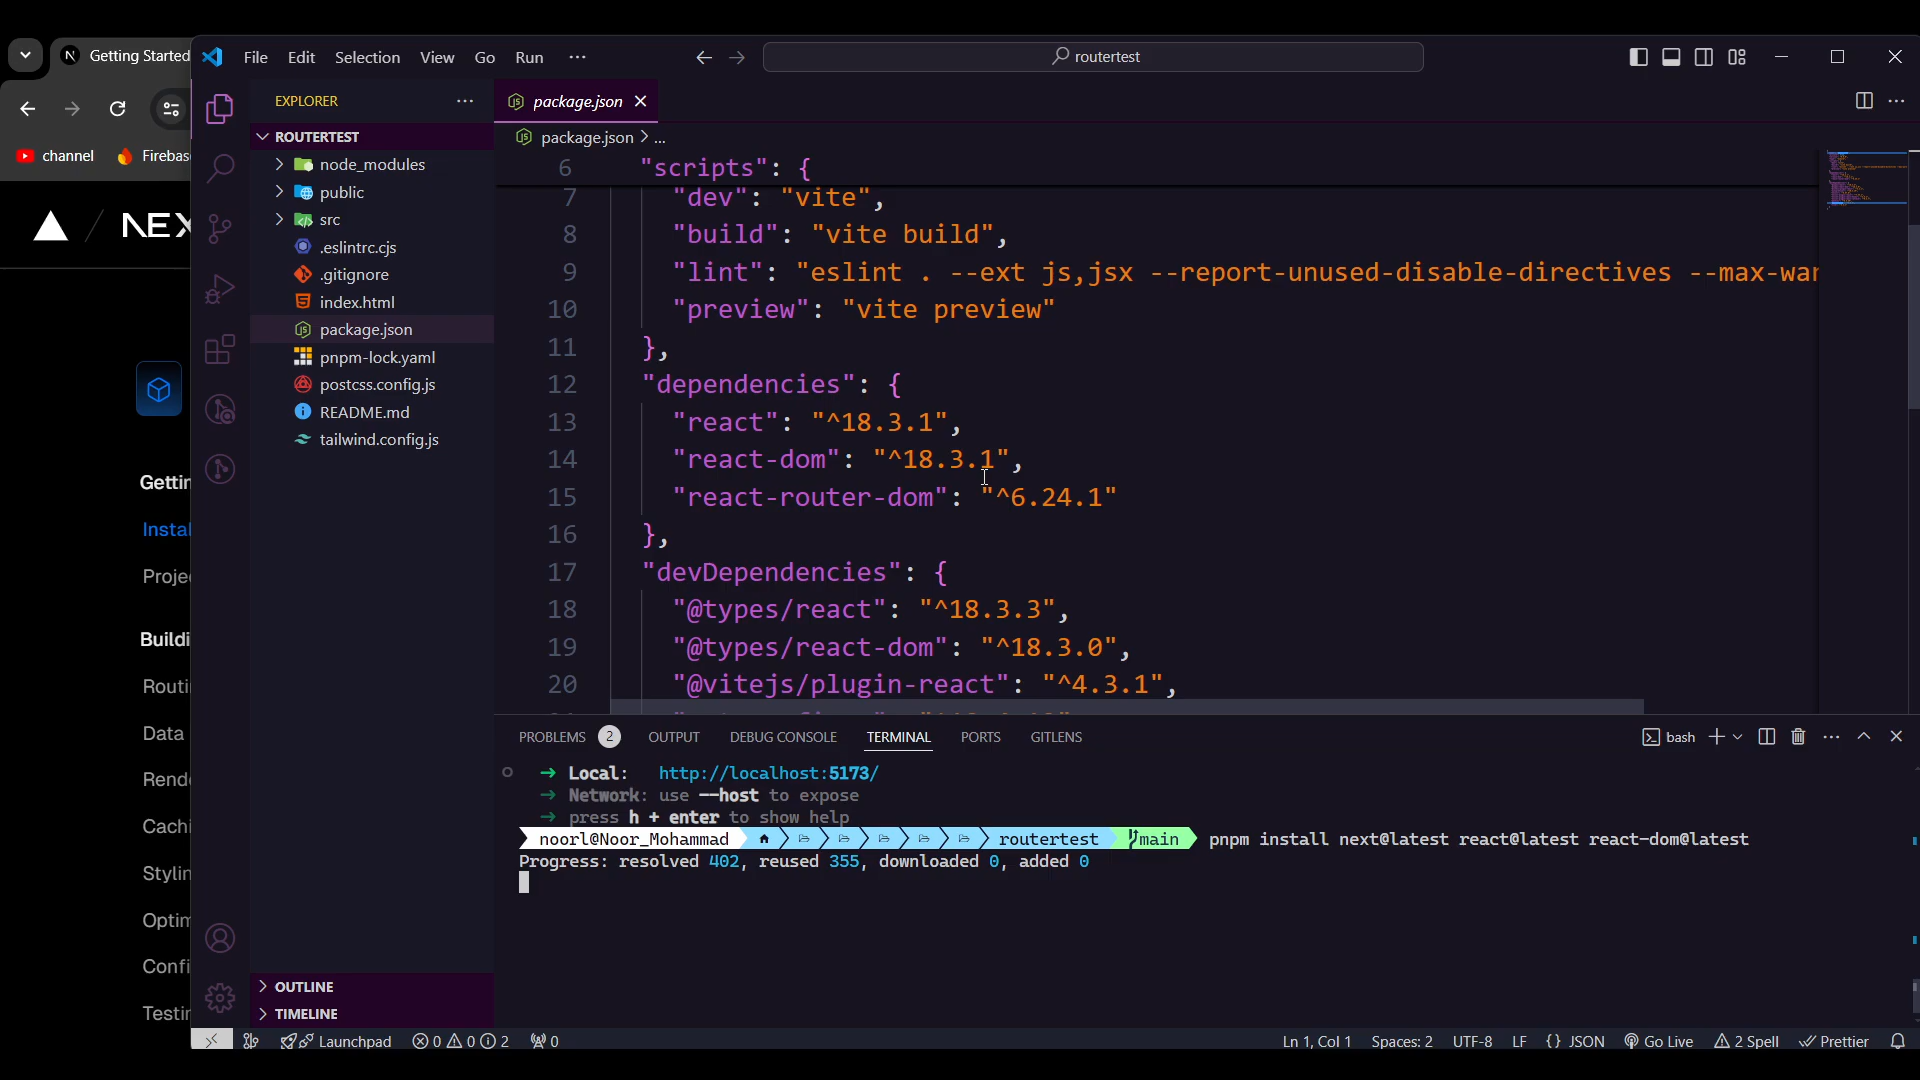 Getting Started
File Edit Selection View Go Run ...
routertest
channel
Firebas
NEX
Gettin
Instal
Projec
Buildi
Routi
Data
Rende
Cachi
Stylin
Optim
Confi
Testin
EXPLORER
ROUTERTEST
node_modules
public
src
.eslintrc.cjs
.gitignore
index.html
package.json
pnpm-lock.yaml
postcss.config.js
README.md
tailwind.config.js
OUTLINE
TIMELINE
package.json
package.json > ...
6 "scripts": {
7 "dev": "vite",
8 "build": "vite build",
9 "lint": "eslint . --ext js,jsx --report-unused-disable-directives --max-war
10 "preview": "vite preview"
11 },
12 "dependencies": {
13 "react": "^18.3.1",
14 "react-dom": "^18.3.1",
15 "react-router-dom": "^6.24.1"
16 },
17 "devDependencies": {
18 "@types/react": "^18.3.3",
19 "@types/react-dom": "^18.3.0",
20 "@vitejs/plugin-react": "^4.3.1",
PROBLEMS 2 OUTPUT DEBUG CONSOLE TERMINAL PORTS GITLENS
bash
→ Local: http://localhost:5173/
→ Network: use --host to expose
→ press h + enter to show help
noorl@Noor_Mohammad routertest main pnpm install next@latest react@latest react-dom@latest
Progress: resolved 402, reused 355, downloaded 0, added 0
Launchpad 0 0 2 0 Ln 1, Col 1 Spaces: 2 UTF-8 LF {} JSON Go Live 2 Spell Prettier